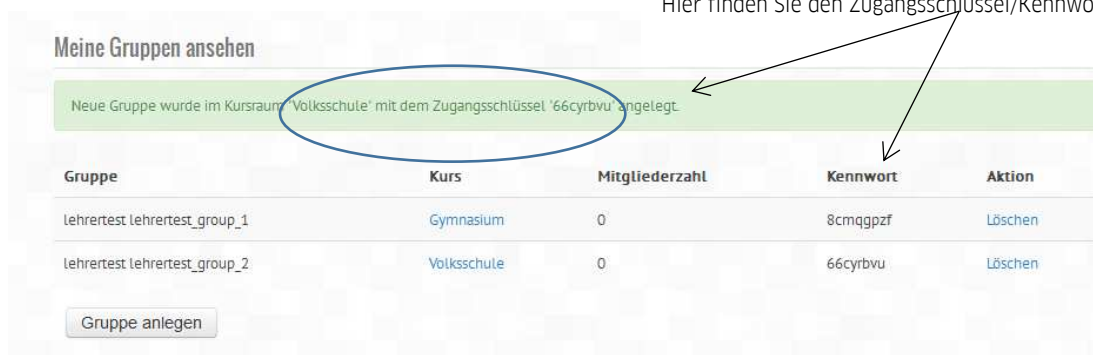 Hier finden Sie den Zugangsschlüssel/Kennwo
Meine Gruppen ansehen
Neue Gruppe wurde im Kursraum 'Volksschule' mit dem Zugangsschlüssel '66cyrbvu' angelegt.
Gruppe Kurs Mitgliederzahl Kennwort Aktion
lehrertest lehrertest_group_1 Gymnasium 0 8cmqgpzf Löschen
lehrertest lehrertest_group_2 Volksschule 0 66cyrbvu Löschen
Gruppe anlegen